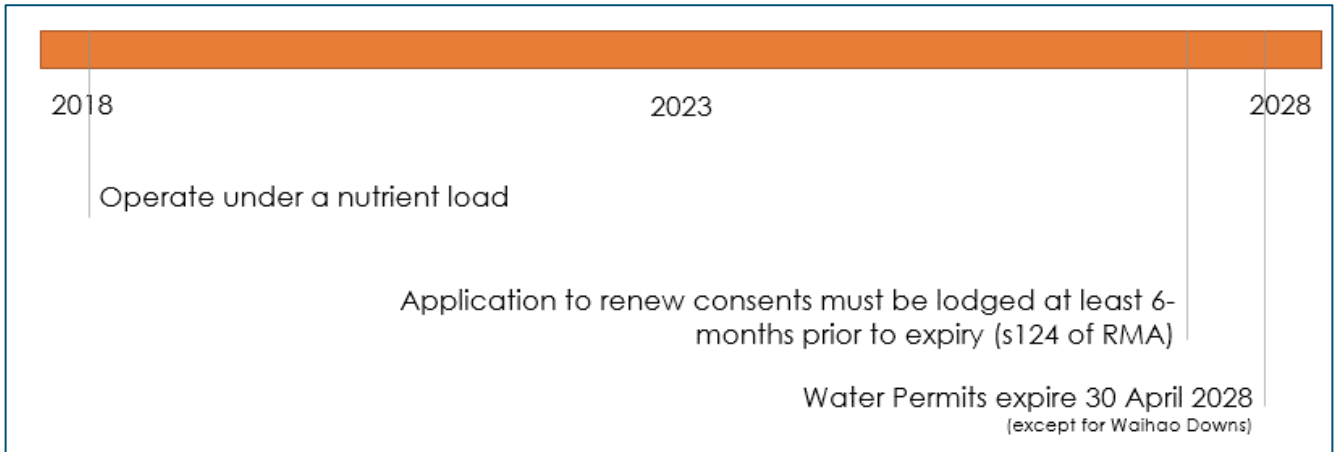 2018
2023
2028
Operate under a nutrient load
Application to renew consents must be lodged at least 6-
months prior to expiry (s124 of RMA)
Water Permits expire 30 April 2028
(except for Waihao Downs)